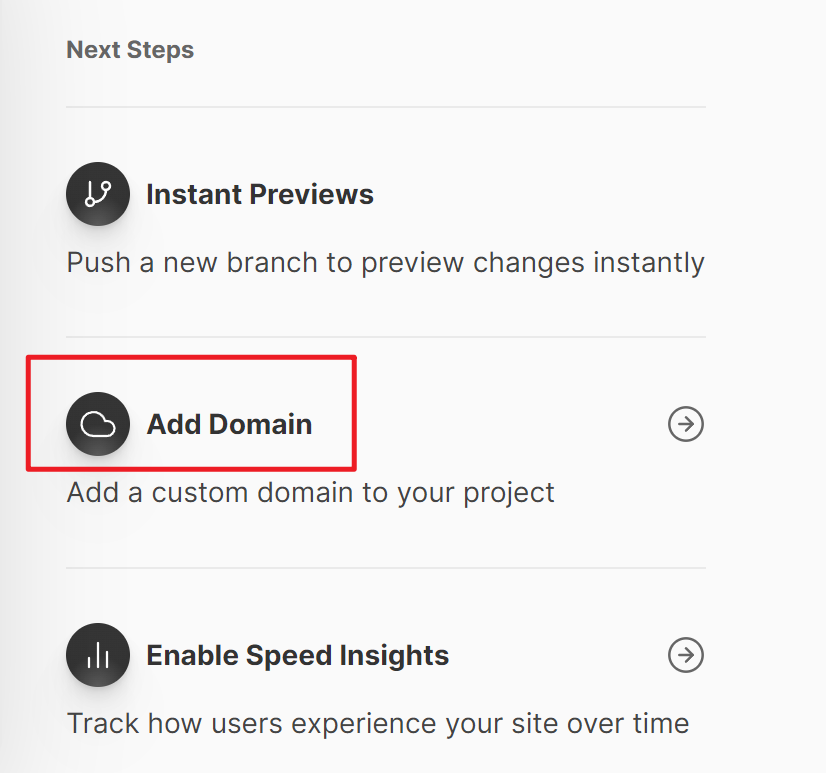 Next Steps
Instant Previews
Push a new branch to preview changes instantly
Add Domain
Add a custom domain to your project
Enable Speed Insights
Track how users experience your site over time